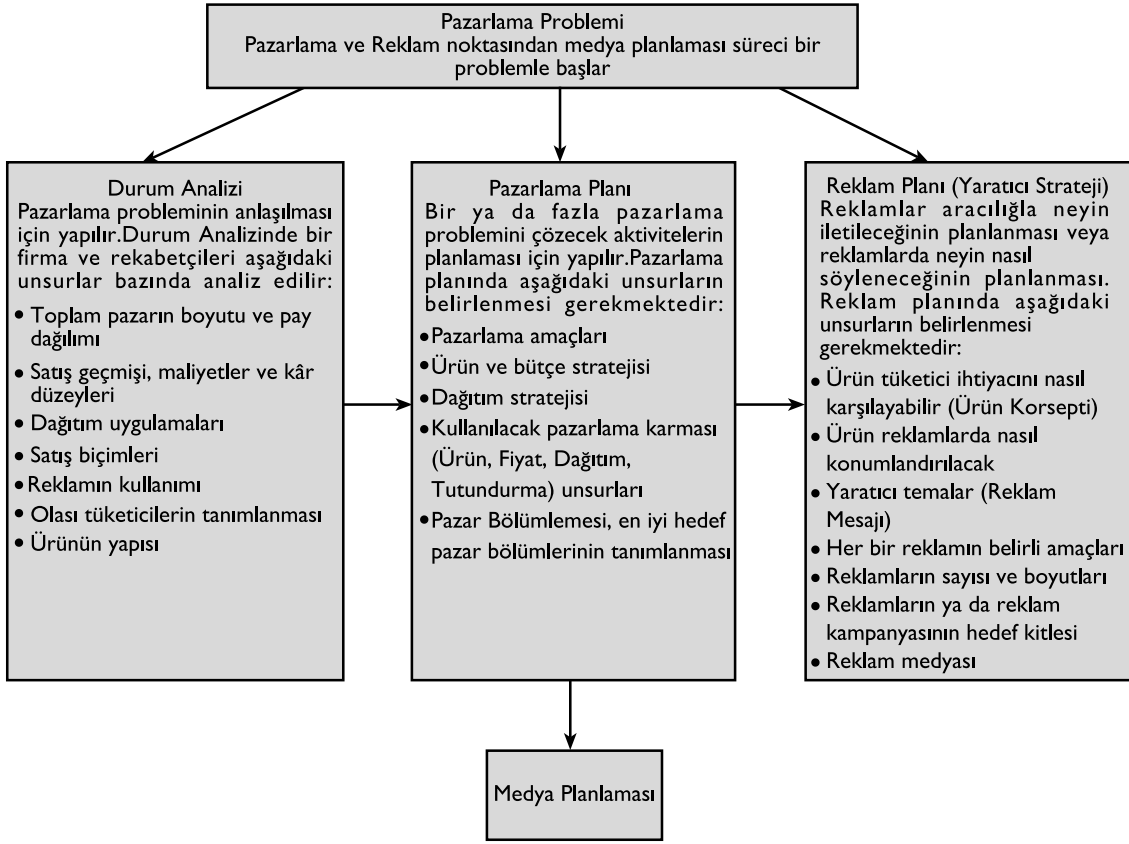 Pazarlama Problemi
Pazarlama ve Reklam noktasından medya planlaması süreci bir
problemle başlar
Durum Analizi
Pazarlama probleminin anlaşılması
için yapılır.Durum Analizinde bir
firma ve rekabetçileri aşağıdaki
unsurlar bazında analiz edilir:
• Toplam pazarın boyutu ve pay
dağılımı
• Satış geçmişi, maliyetler ve kâr
düzeyleri
• Dağıtım uygulamaları
• Satış biçimleri
• Reklamın kullanımı
• Olası tüketicilerin tanımlanması
• Ürünün yapısı
Pazarlama Planı
Bir ya da fazla pazarlama
problemini çözecek aktivitelerin
planlaması için yapılır.Pazarlama
planında aşağıdaki unsurların
belirlenmesi gerekmektedir:
• Pazarlama amaçları
• Ürün ve bütçe stratejisi
• Dağıtım stratejisi
• Kullanılacak pazarlama karması
(Ürün, Fiyat, Dağıtım,
Tutundurma) unsurları
• Pazar Bölümlemesi, en iyi hedef
pazar bölümlerinin tanımlanması
Reklam Planı (Yaratıcı Strateji)
Reklamlar aracılığla neyin
iletileceğinin planlanması veya
reklamlarda neyin nasıl
söyleneceğinin planlanması.
Reklam planında aşağıdaki
unsurların belirlenmesi
gerekmektedir:
• Ürün tüketici ihtiyacını nasıl
karşılayabilir (Ürün Korsepti)
• Ürün reklamlarda nasıl
konumlandırılacak
• Yaratıcı temalar (Reklam
Mesajı)
• Her bir reklamın belirli amaçları
• Reklamların sayısı ve boyutları
• Reklamların ya da reklam
kampanyasının hedef kitlesi
• Reklam medyası
Medya Planlaması